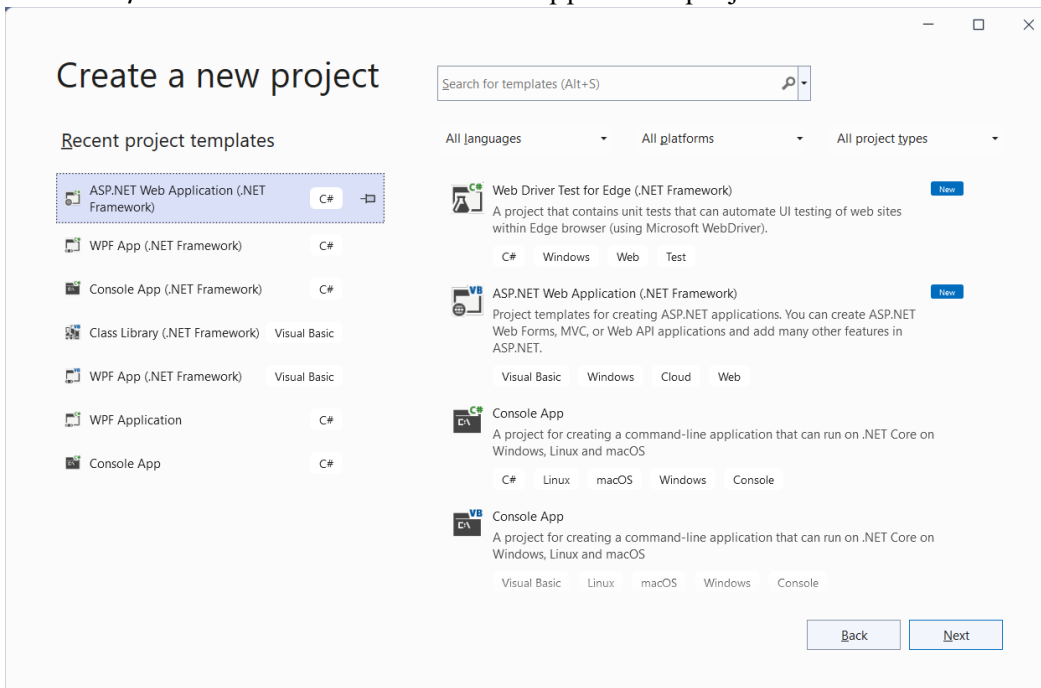 Create a new project
Search for templates (Alt+S)
Recent project templates
All languages
All platforms
All project types
ASP.NET Web Application (.NET
Framework)
C#
WPF App (.NET Framework)
C#
Console App (.NET Framework)
C#
Class Library (.NET Framework)
Visual Basic
WPF App (.NET Framework)
Visual Basic
WPF Application
C#
Console App
C#
C#
Web Driver Test for Edge (.NET Framework)
New
A project that contains unit tests that can automate UI testing of web sites
within Edge browser (using Microsoft WebDriver).
C# Windows Web Test
VB
ASP.NET Web Application (.NET Framework)
New
Project templates for creating ASP.NET applications. You can create ASP.NET
Web Forms, MVC, or Web API applications and add many other features in
ASP.NET.
Visual Basic Windows Cloud Web
C#
Console App
A project for creating a command-line application that can run on .NET Core on
Windows, Linux and macOS
C# Linux macOS Windows Console
VB
Console App
A project for creating a command-line application that can run on .NET Core on
Windows, Linux and macOS
Visual Basic Linux macOS Windows Console
Back
Next